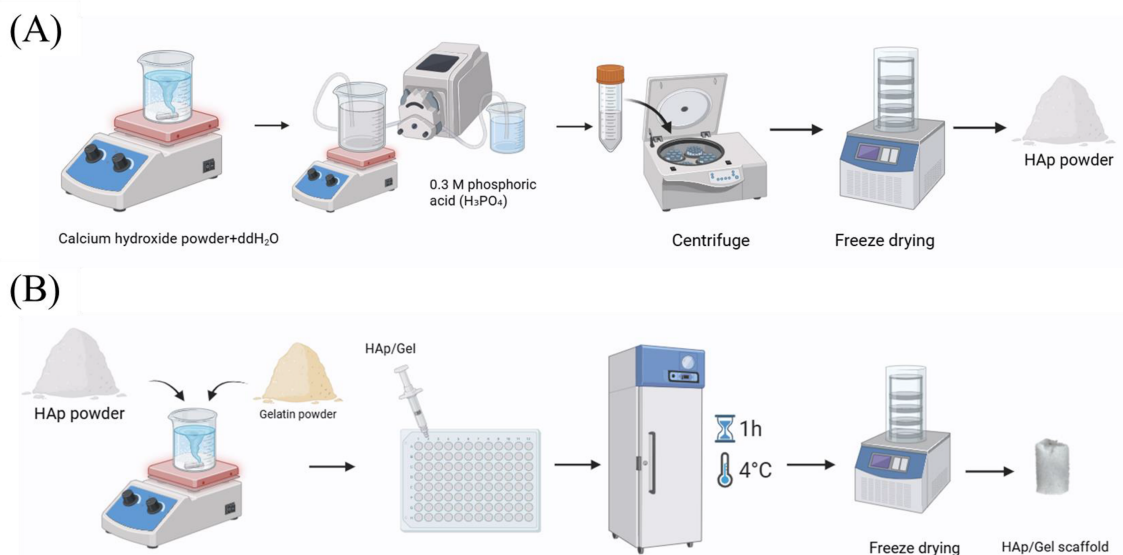 (A)
0.3 M phosphoric
acid (H₃PO₄)
HAp powder
Calcium hydroxide powder+ddH₂O
Centrifuge
Freeze drying
(B)
HAp powder
Gelatin powder
HAp/Gel
1h
4°C
Freeze drying
HAp/Gel scaffold